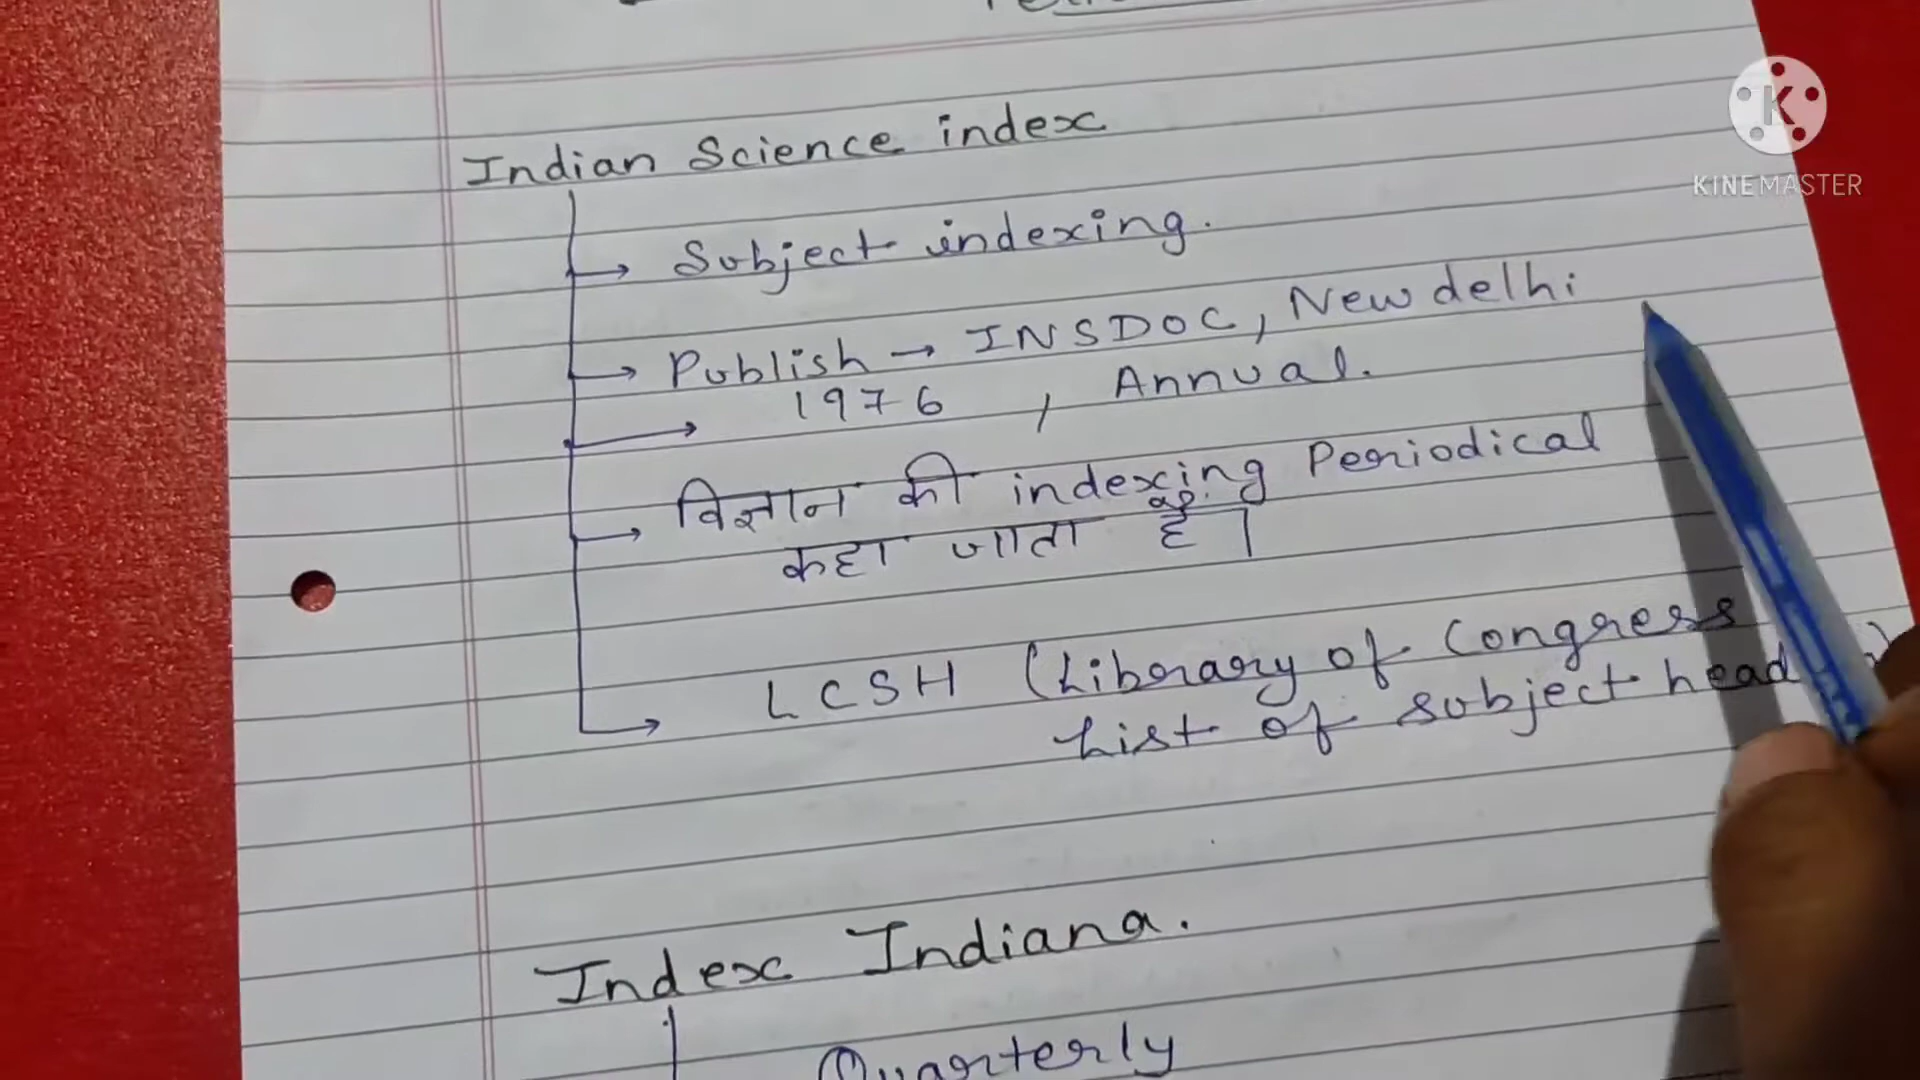 Indian Science index
K
KINEMASTER
→ Subject indexing.
→ Publish → INSDOC, New delhi
→ 1976 , Annual.
→ विज्ञान की indexing Periodical
कहा जाता है।
→ LCSH (Library of Congress
List of subject head
Index Indiana.
Quarterly